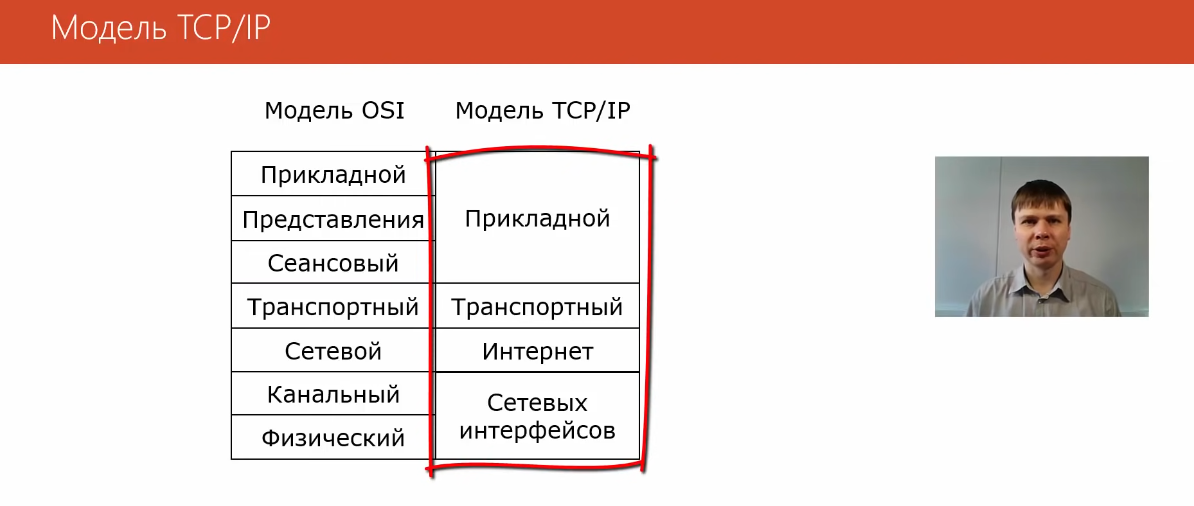 Модель TCP/IP
Модель OSI
Модель TCP/IP
Прикладной
Представления
Сеансовый
Транспортный
Сетевой
Канальный
Физический
Прикладной
Транспортный
Интернет
Сетевых
интерфейсов